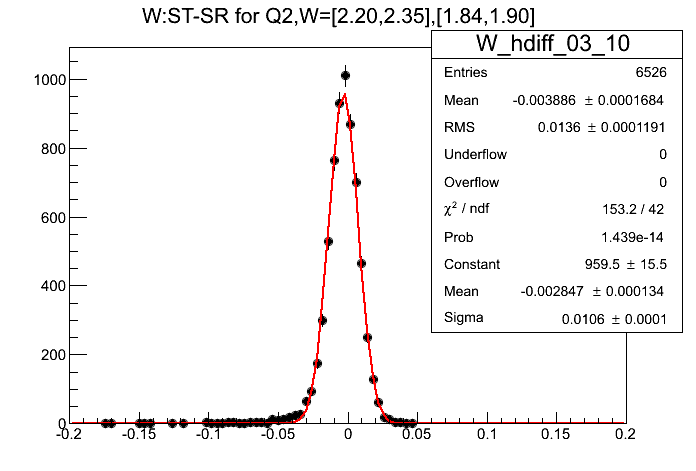 W:ST-SR for Q2,W=[2.20,2.35],[1.84,1.90]
W_hdiff_03_10
Entries 6526
Mean -0.003886 ± 0.0001684
RMS 0.0136 ± 0.0001191
Underflow 0
Overflow 0
χ² / ndf 153.2 / 42
Prob 1.439e-14
Constant 959.5 ± 15.5
Mean -0.002847 ± 0.000134
Sigma 0.0106 ± 0.0001
1000
800
600
400
200
0
-0.2 -0.15 -0.1 -0.05 0 0.05 0.1 0.15 0.2